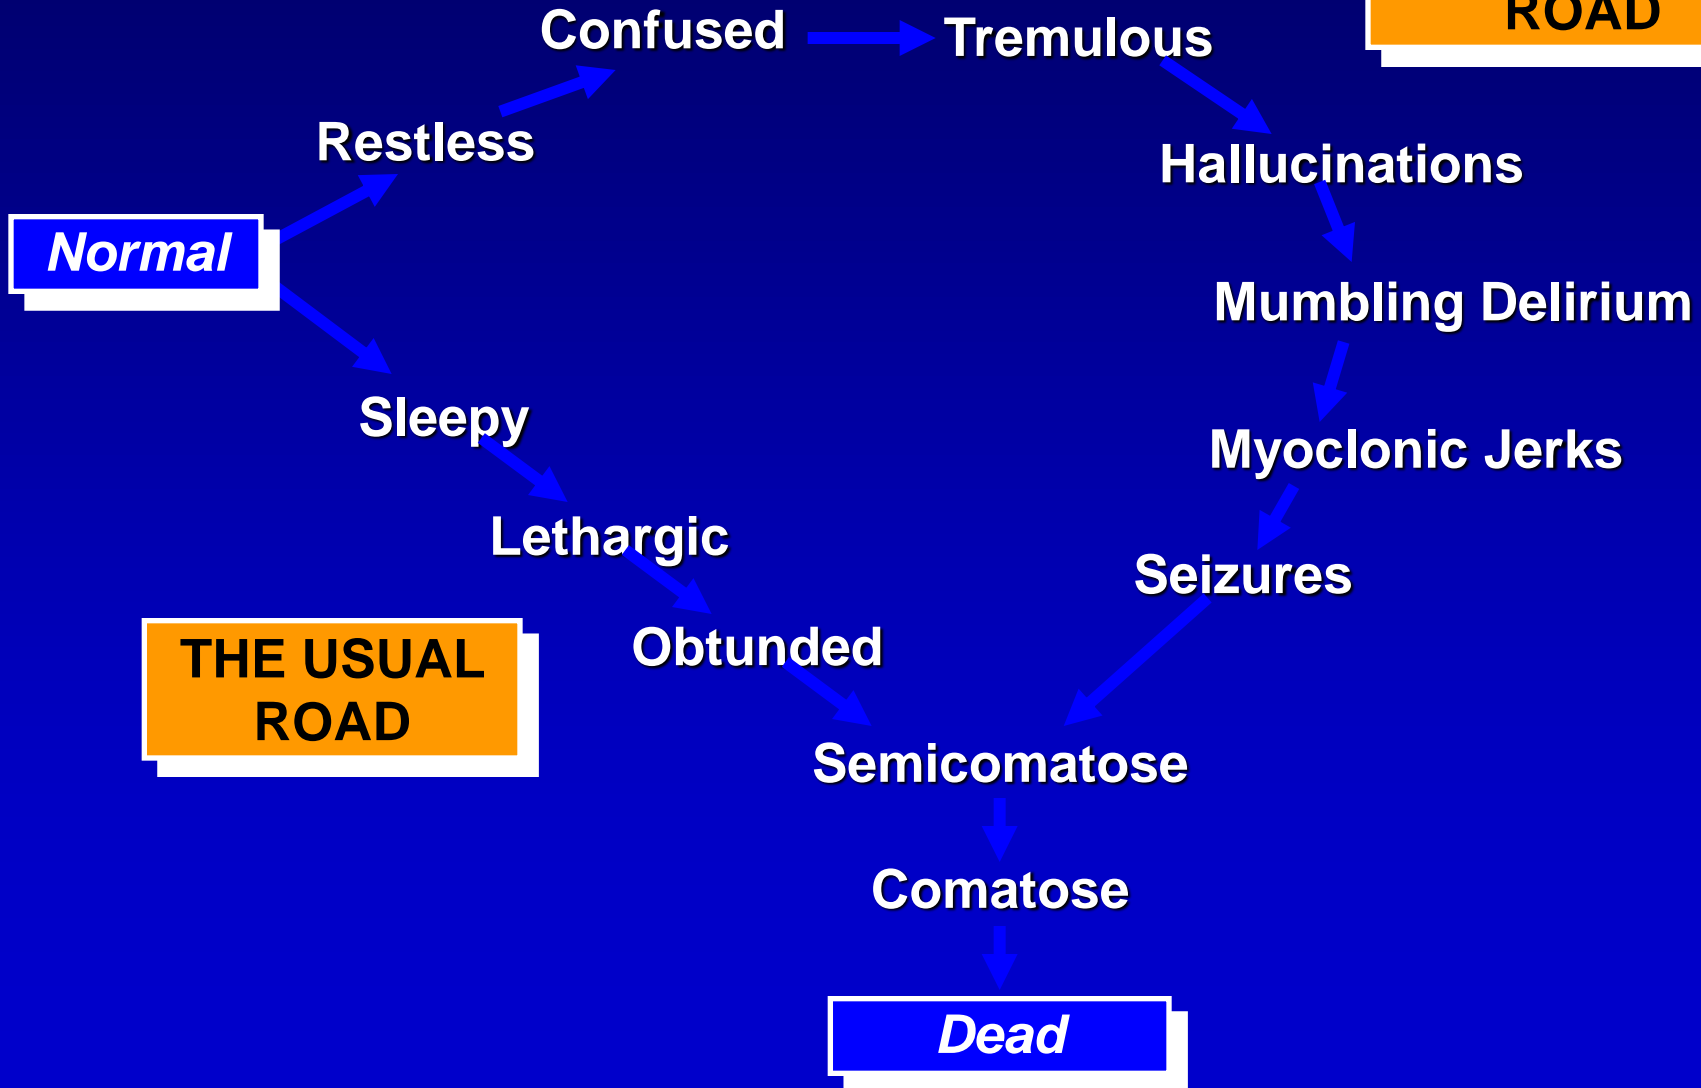 ROAD
Confused
Tremulous
Restless
Hallucinations
Normal
Mumbling Delirium
Sleepy
Myoclonic Jerks
Lethargic
Seizures
THE USUAL
ROAD
Obtunded
Semicomatose
Comatose
Dead